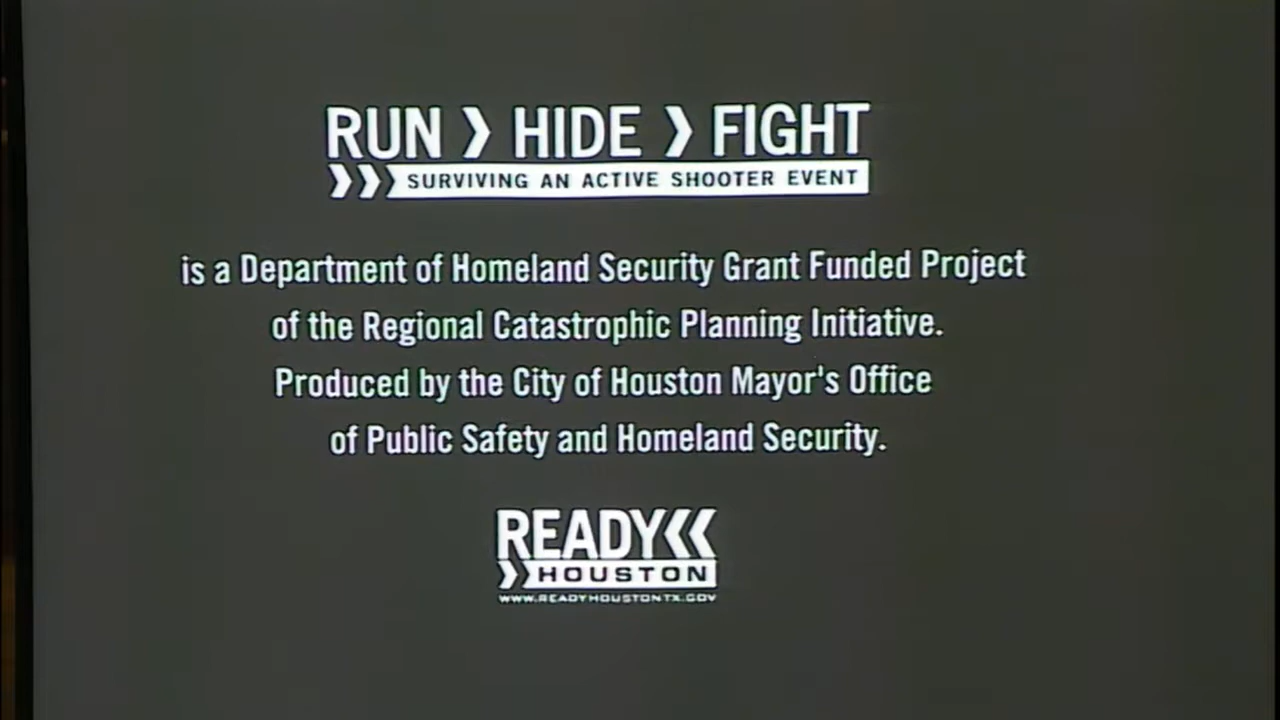 RUN > HIDE > FIGHT
SURVIVING AN ACTIVE SHOOTER EVENT
is a Department of Homeland Security Grant Funded Project
of the Regional Catastrophic Planning Initiative.
Produced by the City of Houston Mayor's Office
of Public Safety and Homeland Security.
READY
HOUSTON
WWW.READYHOUSTONTX.GOV